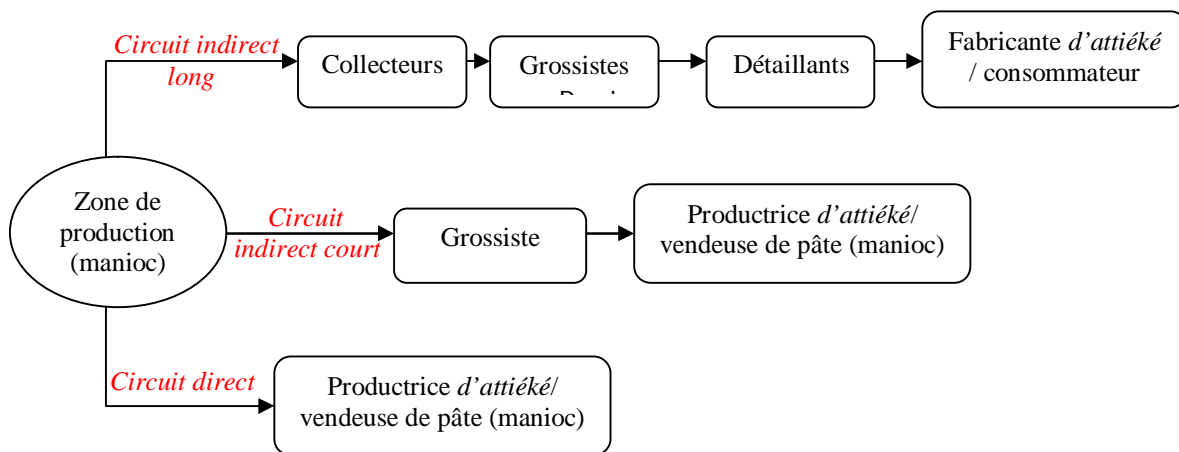 Circuit indirect
long
Collecteurs
Grossistes
Détaillants
Fabricante d’attiéké
/ consommateur
Zone de
production
(manioc)
Circuit
indirect court
Grossiste
Productrice d’attiéké/
vendeuse de pâte (manioc)
Circuit direct
Productrice d’attiéké/
vendeuse de pâte (manioc)